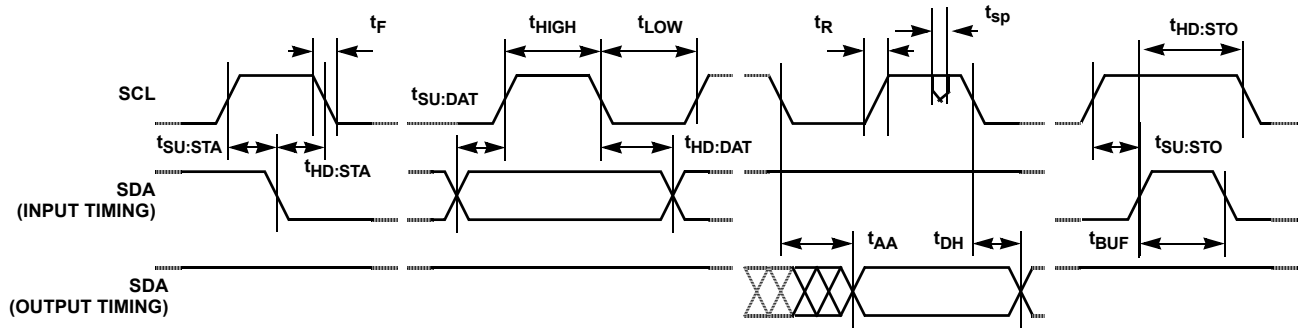 tF
tHIGH
tLOW
tR
tsp
tHD:STO
SCL
tSU:DAT
tSU:STA
tHD:STA
tHD:DAT
tSU:STO
SDA
(INPUT TIMING)
tAA
tDH
tBUF
SDA
(OUTPUT TIMING)